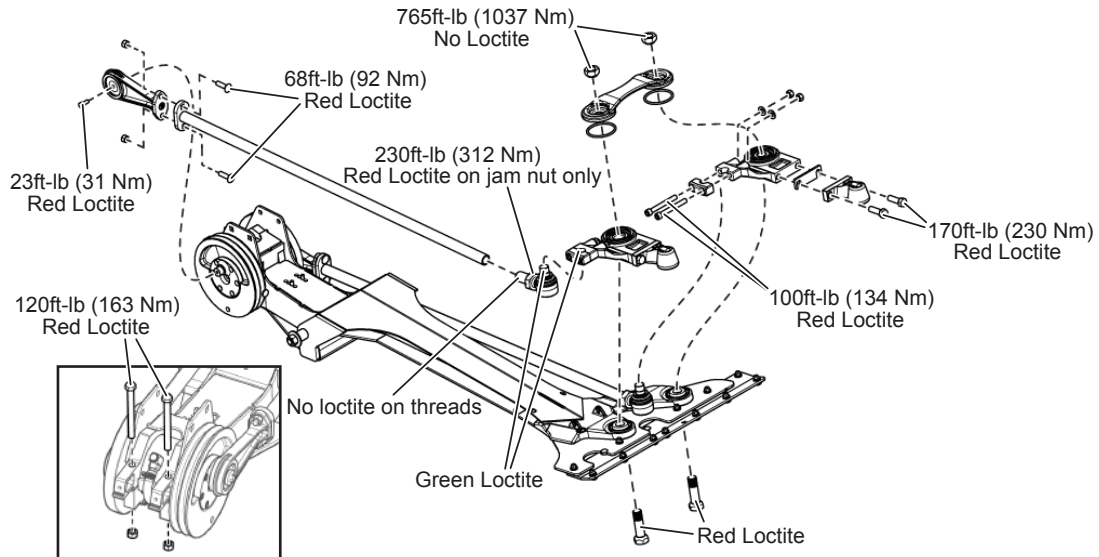 765ft-lb (1037 Nm)
No Loctite
68ft-lb (92 Nm)
Red Loctite
230ft-lb (312 Nm)
Red Loctite on jam nut only
23ft-lb (31 Nm)
Red Loctite
170ft-lb (230 Nm)
Red Loctite
120ft-lb (163 Nm)
Red Loctite
100ft-lb (134 Nm)
Red Loctite
No loctite on threads
Green Loctite
Red Loctite